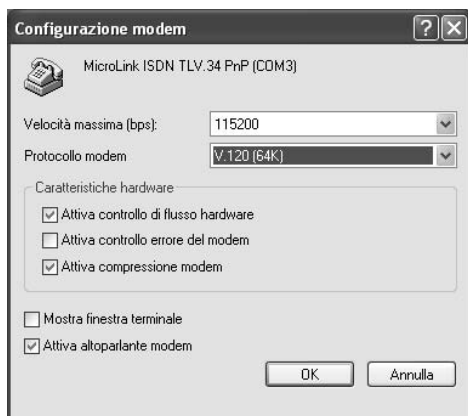 Configurazione modem
MicroLink ISDN TLV.34 PnP (COM3)
Velocità massima (bps): 115200
Protocollo modem V.120 (64K)
Caratteristiche hardware
Attiva controllo di flusso hardware
Attiva controllo errore del modem
Attiva compressione modem
Mostra finestra terminale
Attiva altoparlante modem
OK Annulla